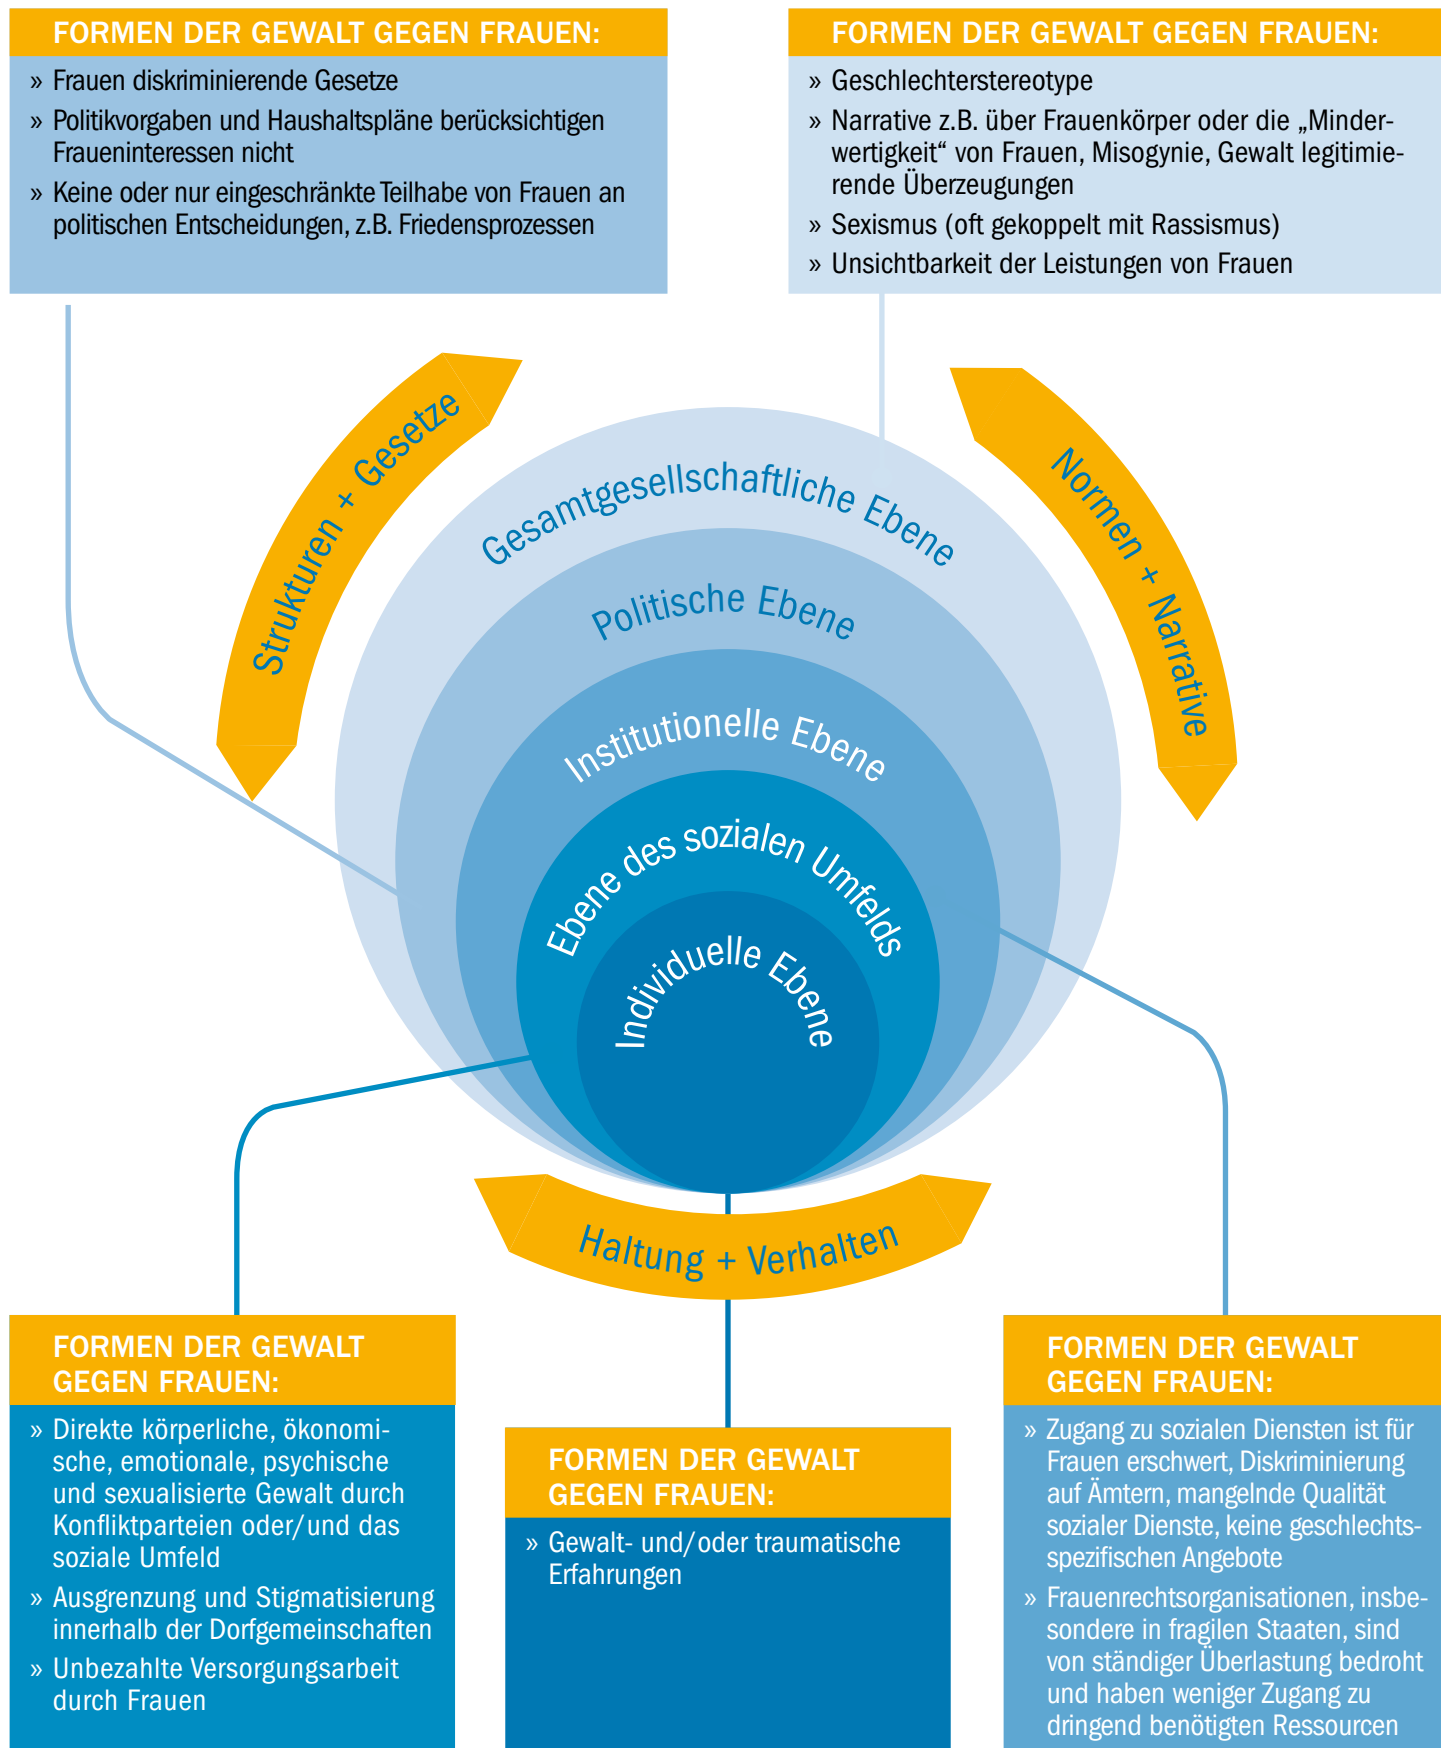 FORMEN DER GEWALT GEGEN FRAUEN:
» Frauen diskriminierende Gesetze
» Politikvorgaben und Haushaltspläne berücksichtigen
Fraueninteressen nicht
» Keine oder nur eingeschränkte Teilhabe von Frauen an
politischen Entscheidungen, z.B. Friedensprozessen
FORMEN DER GEWALT GEGEN FRAUEN:
» Geschlechterstereotype
» Narrative z.B. über Frauenkörper oder die „Minder-
wertigkeit“ von Frauen, Misogynie, Gewalt legitimie-
rende Überzeugungen
» Sexismus (oft gekoppelt mit Rassismus)
» Unsichtbarkeit der Leistungen von Frauen
Strukturen + Gesetze
Normen + Narrative
Gesamtgesellschaftliche Ebene
Politische Ebene
Institutionelle Ebene
Ebene des sozialen Umfelds
Individuelle Ebene
Haltung + Verhalten
FORMEN DER GEWALT
GEGEN FRAUEN:
» Direkte körperliche, ökonomi-
sche, emotionale, psychische
und sexualisierte Gewalt durch
Konfliktparteien oder/und das
soziale Umfeld
» Ausgrenzung und Stigmatisierung
innerhalb der Dorfgemeinschaften
» Unbezahlte Versorgungsarbeit
durch Frauen
FORMEN DER GEWALT
GEGEN FRAUEN:
» Gewalt- und/oder traumatische
Erfahrungen
FORMEN DER GEWALT
GEGEN FRAUEN:
» Zugang zu sozialen Diensten ist für
Frauen erschwert, Diskriminierung
auf Ämtern, mangelnde Qualität
sozialer Dienste, keine geschlechts-
spezifischen Angebote
» Frauenrechtsorganisationen, insbe-
sondere in fragilen Staaten, sind
von ständiger Überlastung bedroht
und haben weniger Zugang zu
dringend benötigten Ressourcen